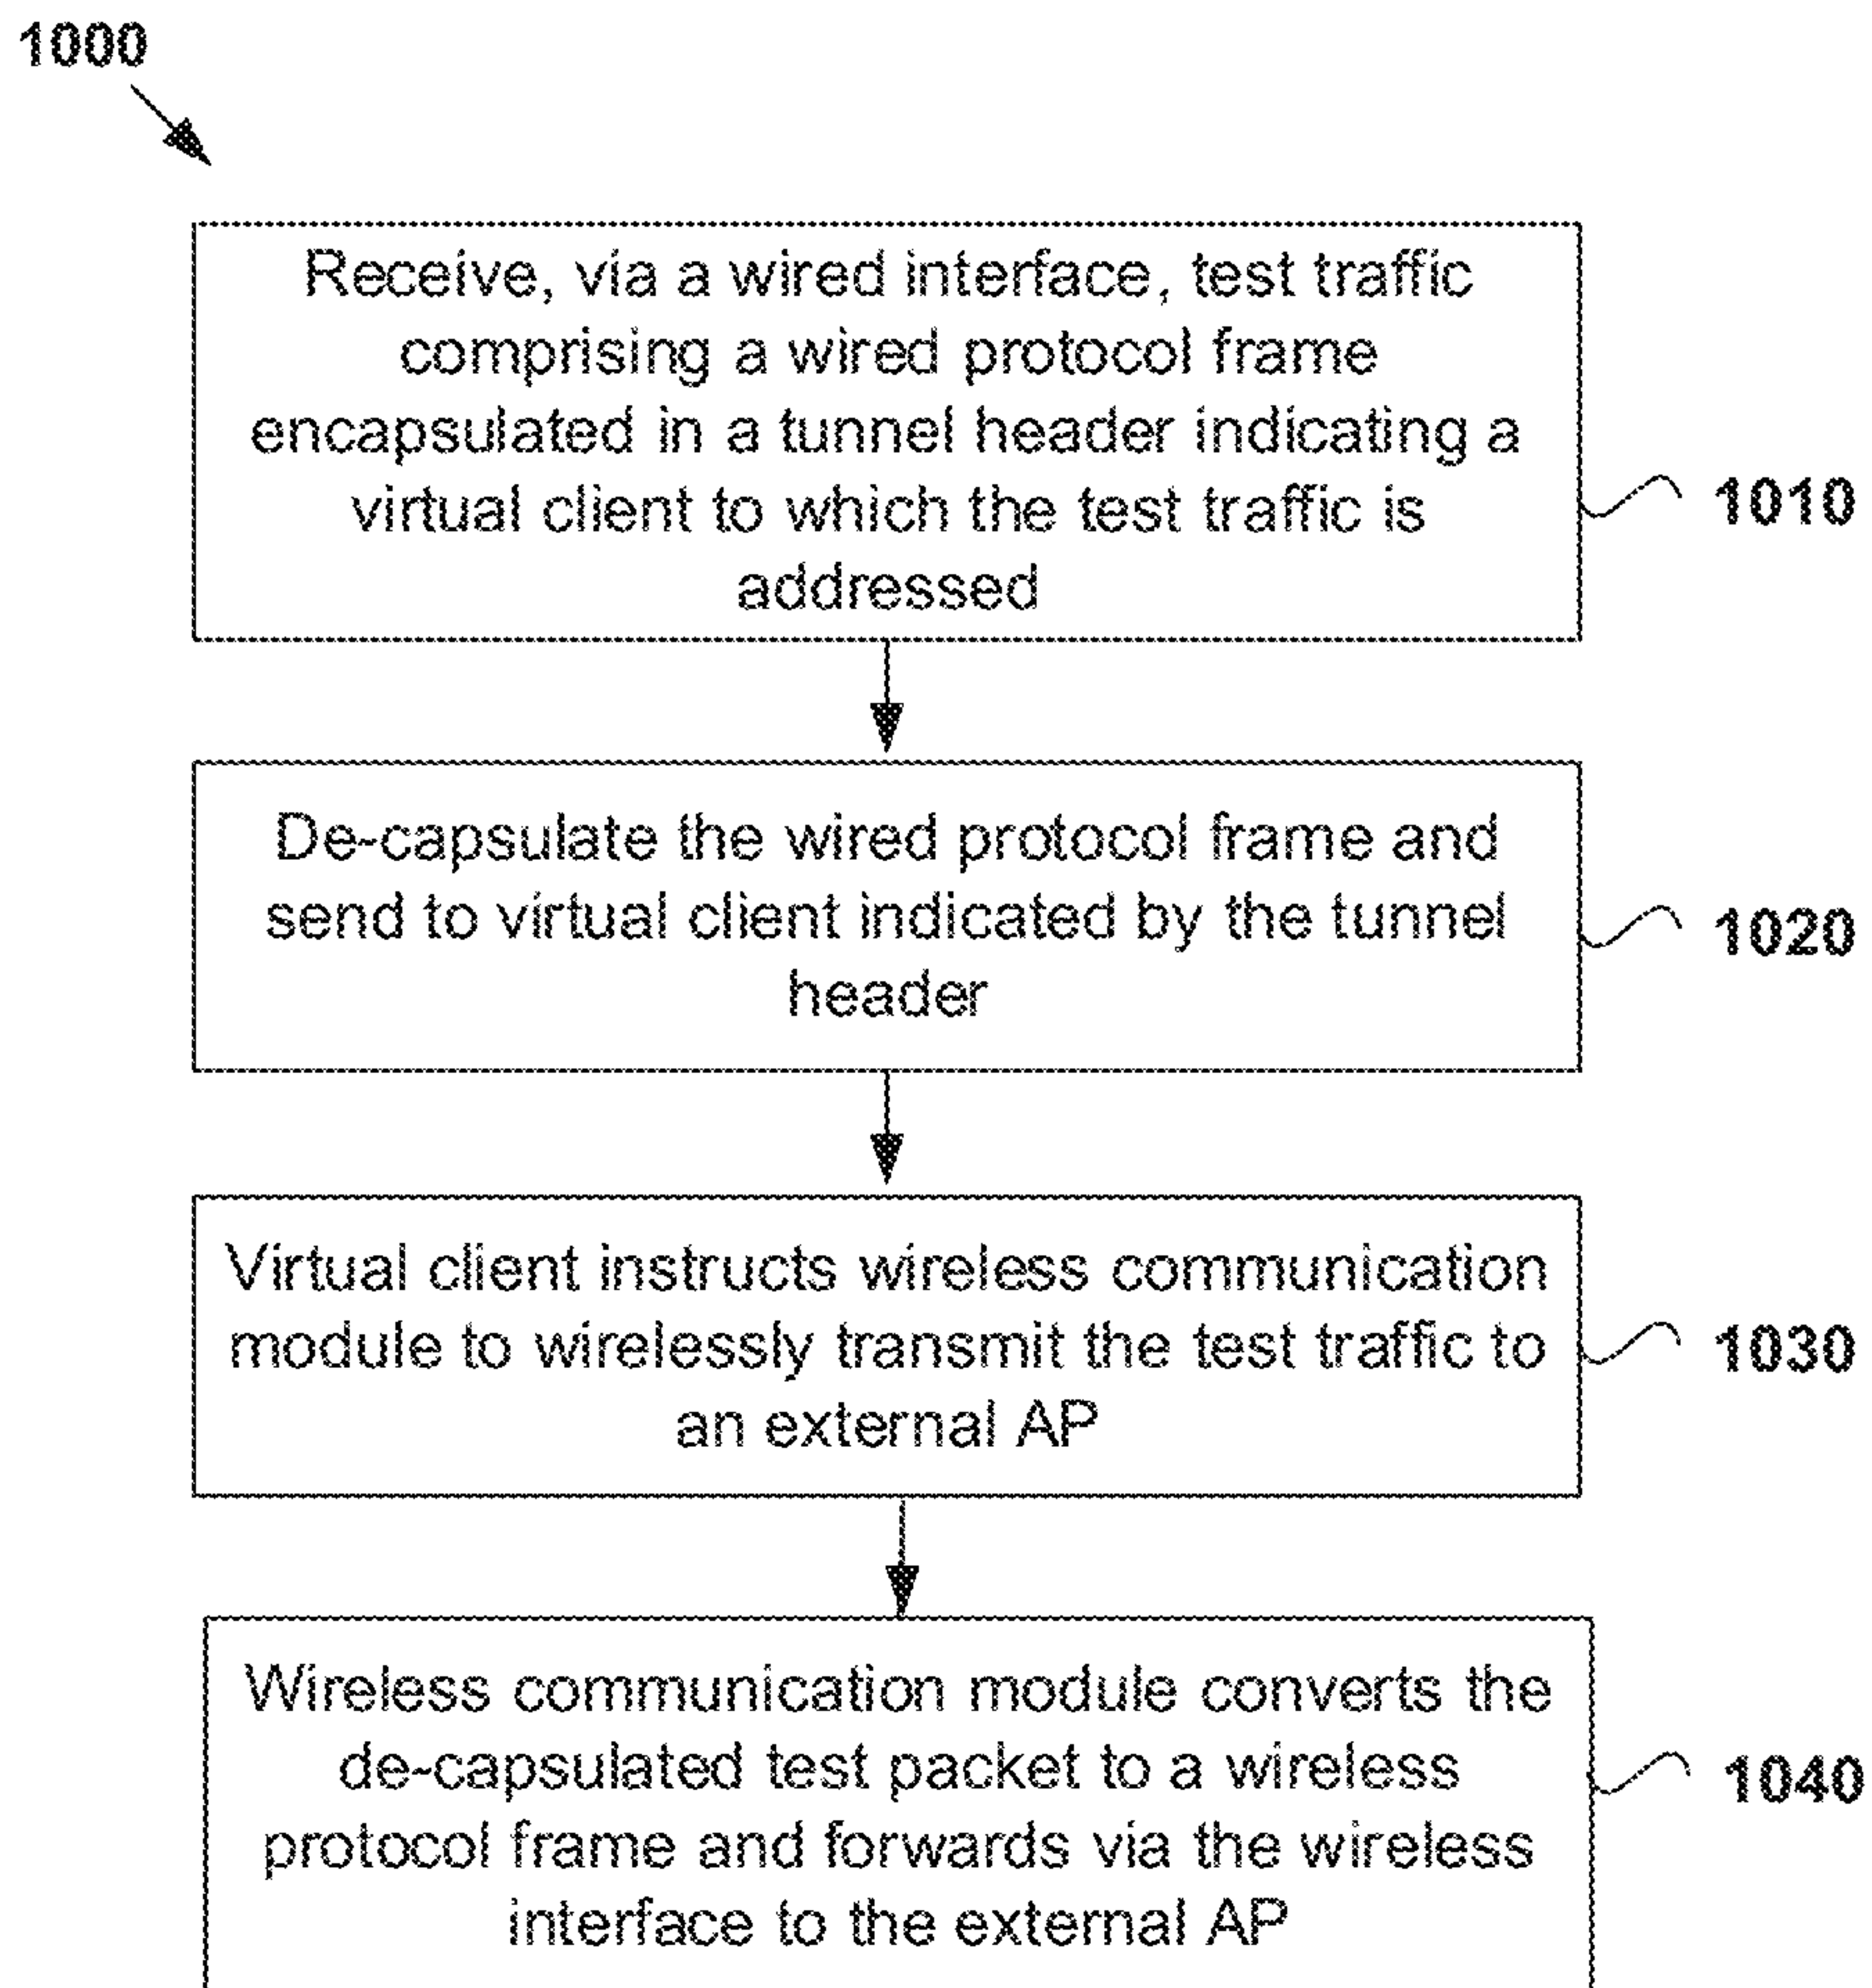 1000
Receive, via a wired interface, test traffic
comprising a wired protocol frame
encapsulated in a tunnel header indicating a
virtual client to which the test traffic is
addressed
1010
De-capsulate the wired protocol frame and
send to virtual client indicated by the tunnel
header
1020
Virtual client instructs wireless communication
module to wirelessly transmit the test traffic to
an external AP
1030
Wireless communication module converts the
de-capsulated test packet to a wireless
protocol frame and forwards via the wireless
interface to the external AP
1040